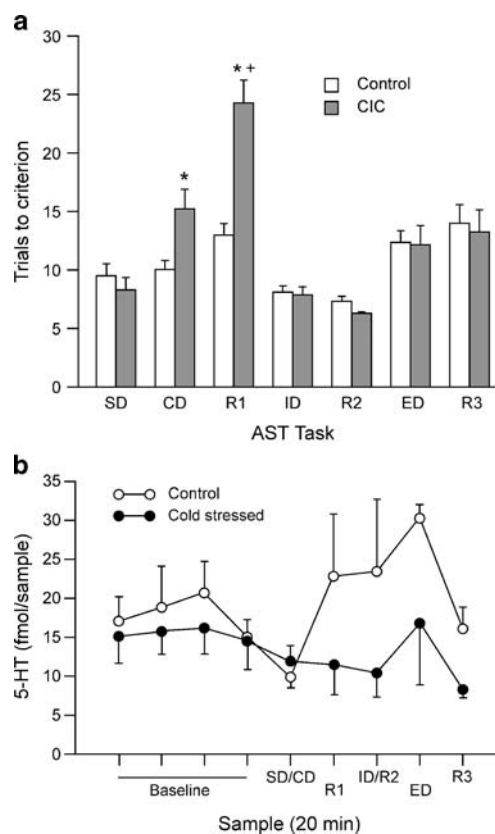 a
30
25
20
15
10
5
0
Trials to criterion
* +
*
Control
CIC
SD CD R1 ID R2 ED R3
AST Task
b
35
30
25
20
15
10
5
0
5-HT (fmol/sample)
Control
Cold stressed
Baseline SD/CD R1 ID/R2 ED R3
Sample (20 min)